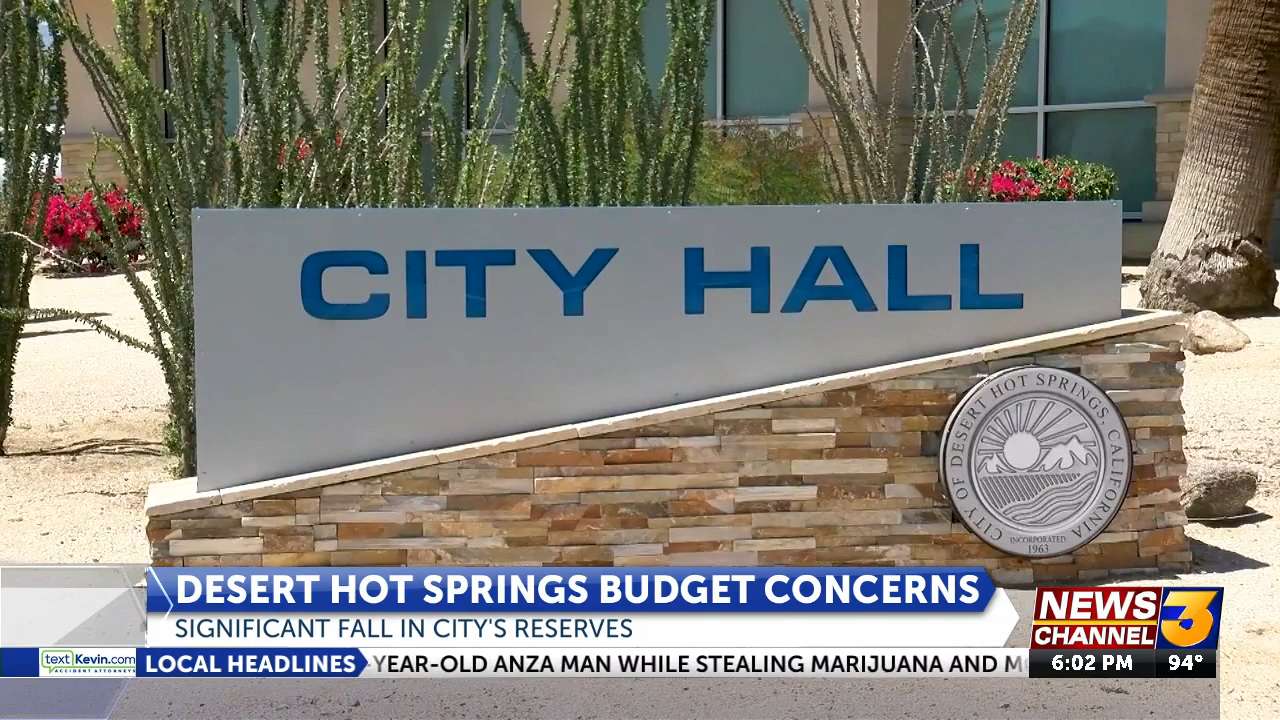 CITY HALL
CITY OF DESERT HOT SPRINGS, CALIFORNIA
INCORPORATED
1963
DESERT HOT SPRINGS BUDGET CONCERNS
SIGNIFICANT FALL IN CITY'S RESERVES
NEWS
CHANNEL 3
textKevin.com
ACCIDENT ATTORNEYS
LOCAL HEADLINES
-YEAR-OLD ANZA MAN WHILE STEALING MARIJUANA AND
6:02 PM 94°